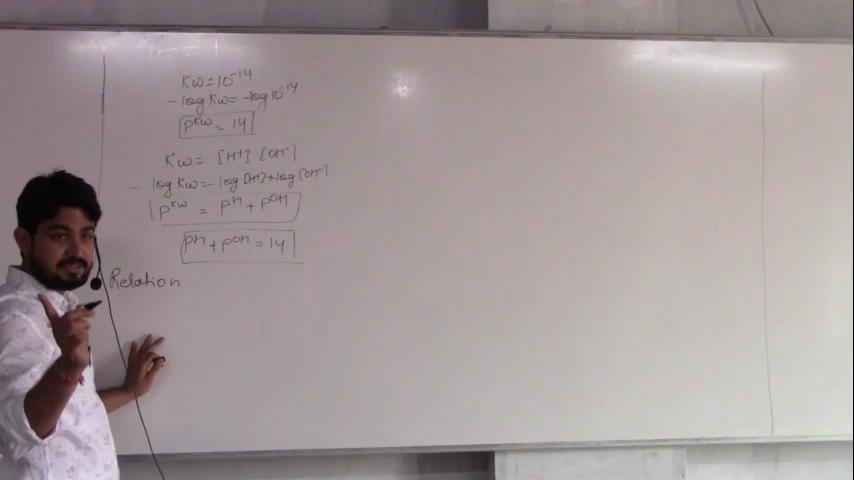 Kw = 10⁻¹⁴
- log Kw = - log 10⁻¹⁴
pᴷʷ = 14
Kw = [H+] [OH-]
- log Kw = - log [H+] + log [OH-]
pᴷʷ = pᴴ + pᴼᴴ
pᴴ + pᴼᴴ = 14
Relation